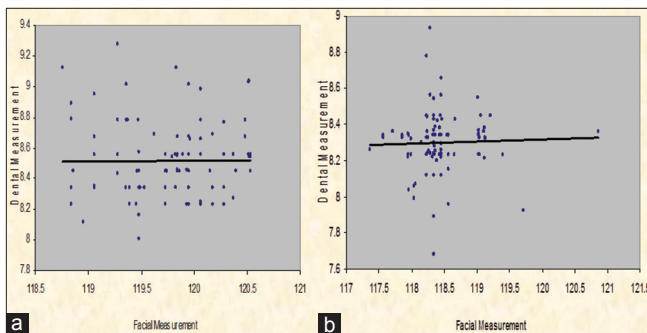 9.4
9.2
9
8.8
8.6
8.4
8.2
8
7.8
Dental Measurement
118.5 119 119.5 120 120.5 121
Facial Measurement
a
9
8.8
8.6
8.4
8.2
8
7.8
7.6
Dental Measurement
117 117.5 118 118.5 119 119.5 120 120.5 121 121.5
Facial Measurement
b